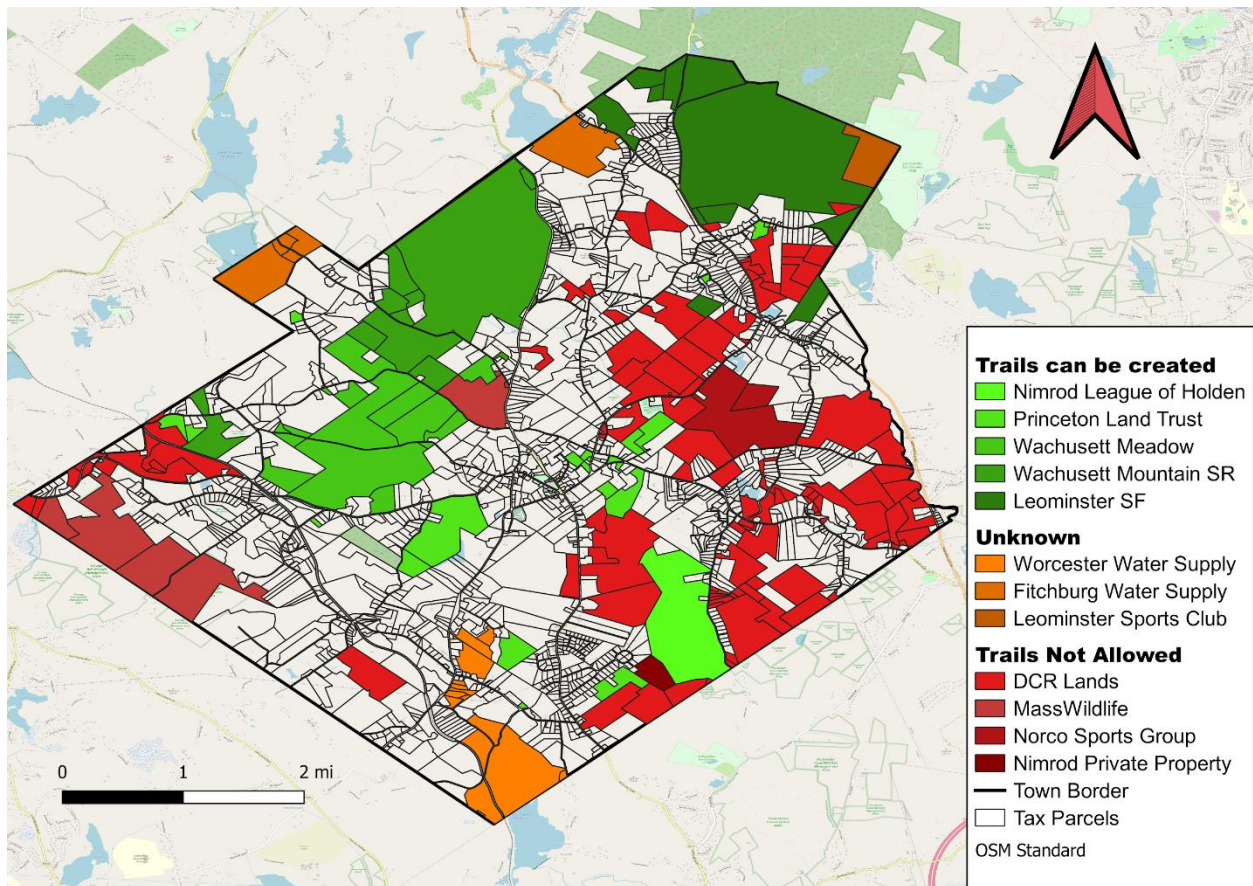 Trails can be created
Nimrod League of Holden
Princeton Land Trust
Wachusett Meadow
Wachusett Mountain SR
Leominster SF
Unknown
Worcester Water Supply
Fitchburg Water Supply
Leominster Sports Club
Trails Not Allowed
DCR Lands
MassWildlife
Norco Sports Group
Nimrod Private Property
Town Border
Tax Parcels
OSM Standard
0 1 2 mi